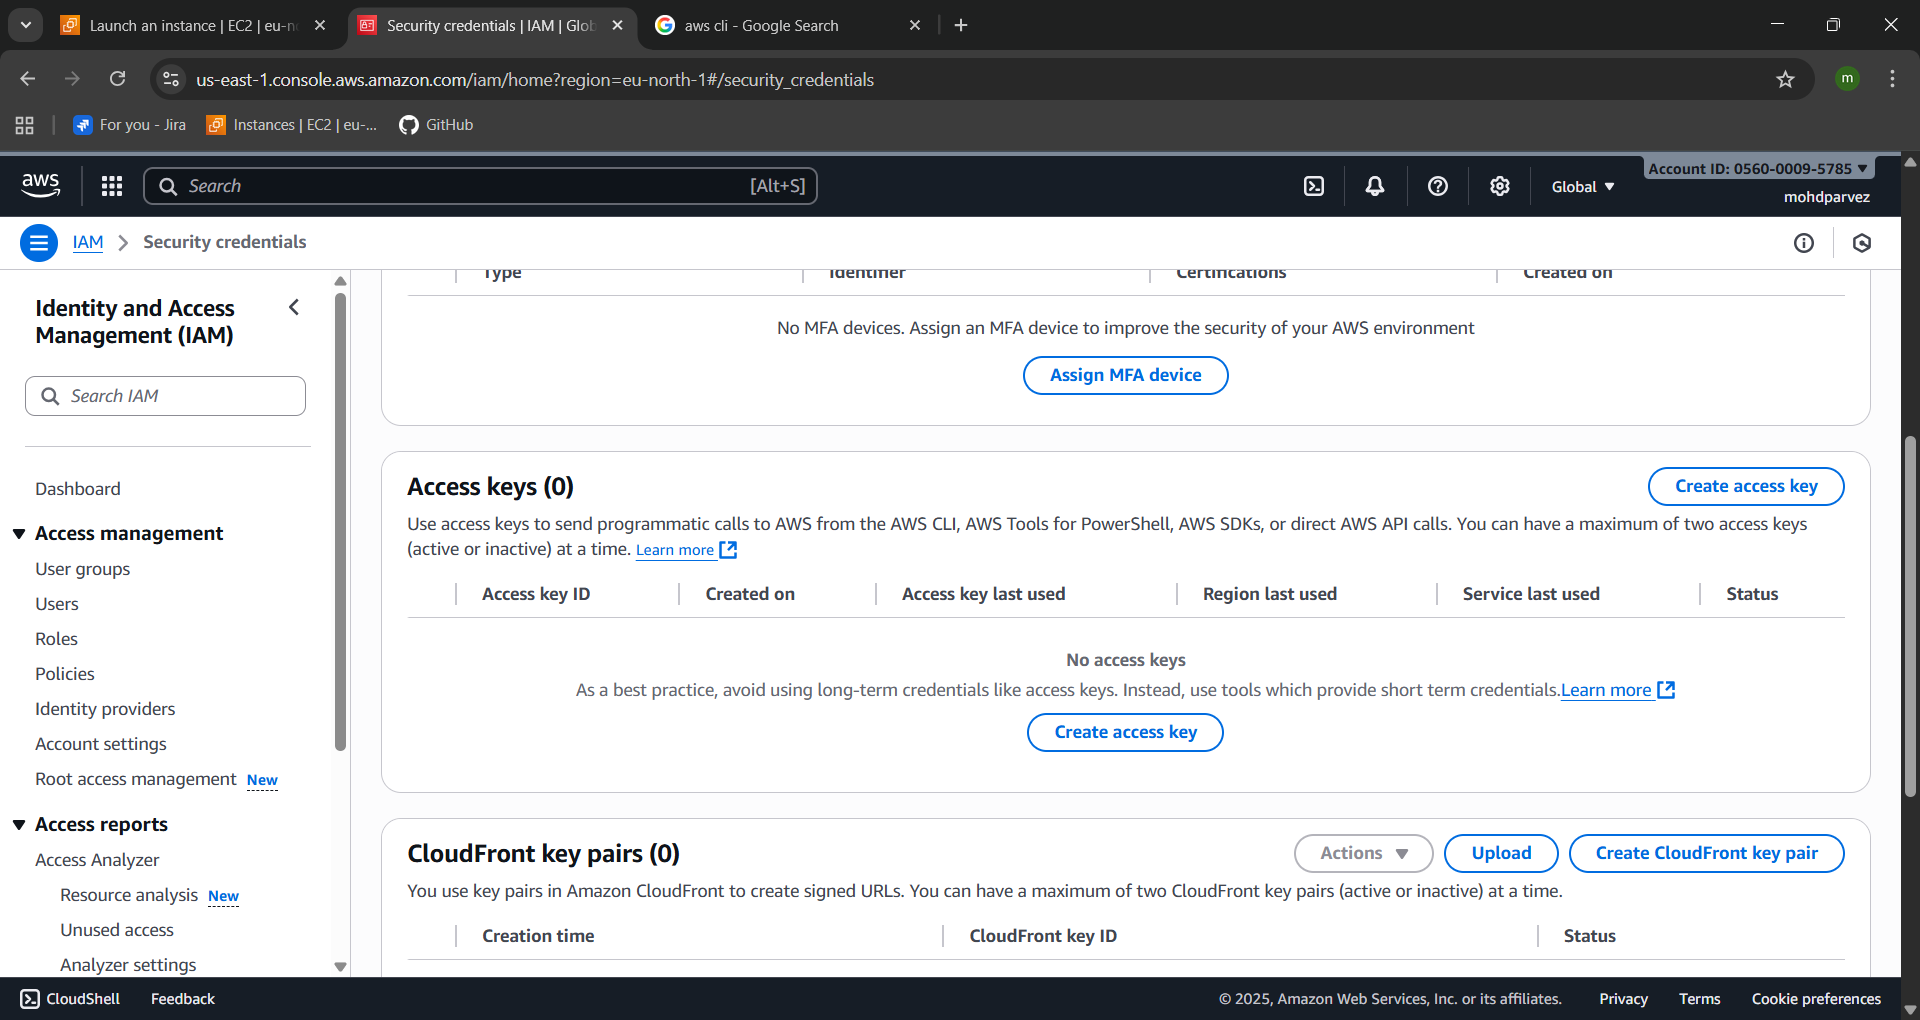 Launch an instance | EC2 | eu-n
Security credentials | IAM | Glob
aws cli - Google Search
us-east-1.console.aws.amazon.com/iam/home?region=eu-north-1#/security_credentials
m
For you - Jira
Instances | EC2 | eu-...
GitHub
aws
Search
[Alt+S]
Global
Account ID: 0560-0009-5785
mohdparvez
IAM
Security credentials
Identity and Access
Management (IAM)
Search IAM
Dashboard
Access management
User groups
Users
Roles
Policies
Identity providers
Account settings
Root access management New
Access reports
Access Analyzer
Resource analysis New
Unused access
Analyzer settings
Type
Identifier
Certifications
Created on
No MFA devices. Assign an MFA device to improve the security of your AWS environment
Assign MFA device
Access keys (0)
Create access key
Use access keys to send programmatic calls to AWS from the AWS CLI, AWS Tools for PowerShell, AWS SDKs, or direct AWS API calls. You can have a maximum of two access keys
(active or inactive) at a time. Learn more
Access key ID
Created on
Access key last used
Region last used
Service last used
Status
No access keys
As a best practice, avoid using long-term credentials like access keys. Instead, use tools which provide short term credentials. Learn more
Create access key
CloudFront key pairs (0)
Actions
Upload
Create CloudFront key pair
You use key pairs in Amazon CloudFront to create signed URLs. You can have a maximum of two CloudFront key pairs (active or inactive) at a time.
Creation time
CloudFront key ID
Status
CloudShell
Feedback
© 2025, Amazon Web Services, Inc. or its affiliates.
Privacy
Terms
Cookie preferences